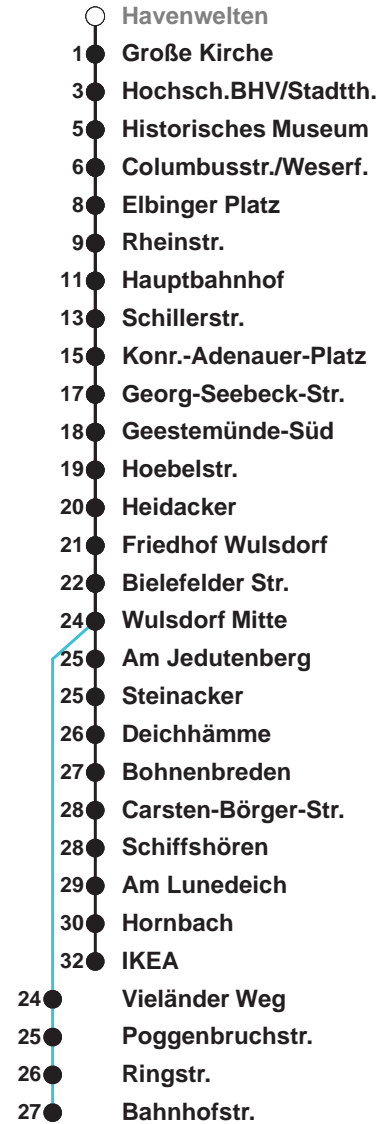 Havenwelten
1 Große Kirche
3 Hochsch.BHV/Stadtth.
5 Historisches Museum
6 Columbusstr./Weserf.
8 Elbinger Platz
9 Rheinstr.
11 Hauptbahnhof
13 Schillerstr.
15 Konr.-Adenauer-Platz
17 Georg-Seebeck-Str.
18 Geestemünde-Süd
19 Hoebelstr.
20 Heidacker
21 Friedhof Wulsdorf
22 Bielefelder Str.
24 Wulsdorf Mitte
25 Am Jedutenberg
25 Steinacker
26 Deichhämme
27 Bohnenbreden
28 Carsten-Börger-Str.
28 Schiffshören
29 Am Lunedeich
30 Hornbach
32 IKEA
24 Vieländer Weg
25 Poggenbruchstr.
26 Ringstr.
27 Bahnhofstr.